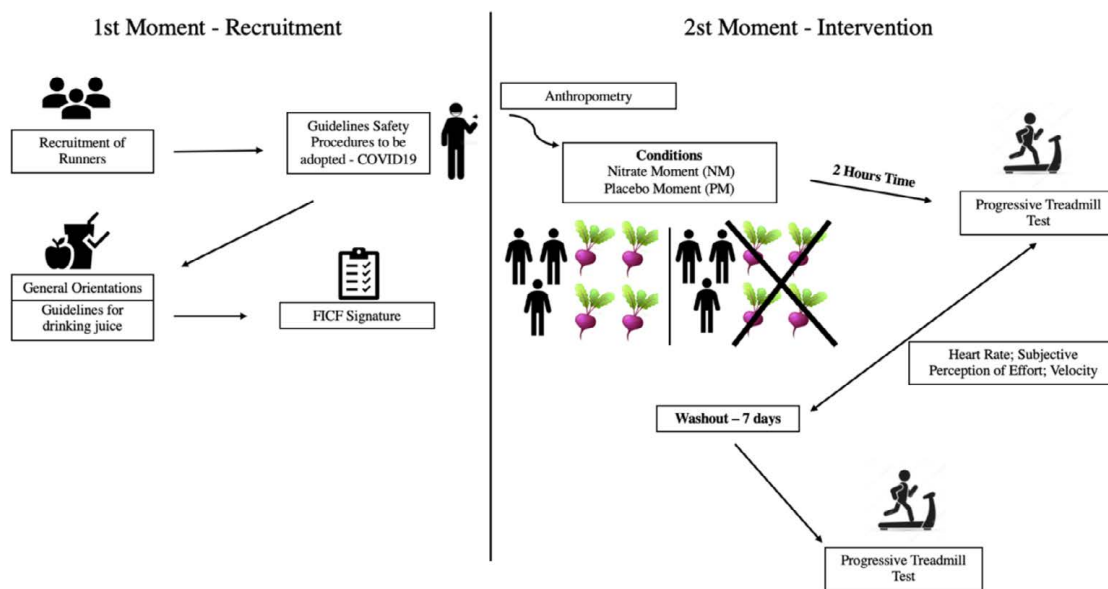 1st Moment - Recruitment
Recruitment of
Runners
Guidelines Safety
Procedures to be
adopted - COVID19
General Orientations
Guidelines for
drinking juice
FICF Signature
2st Moment - Intervention
Anthropometry
Conditions
Nitrate Moment (NM)
Placebo Moment (PM)
2 Hours Time
Progressive Treadmill
Test
Heart Rate; Subjective
Perception of Effort; Velocity
Washout – 7 days
Progressive Treadmill
Test